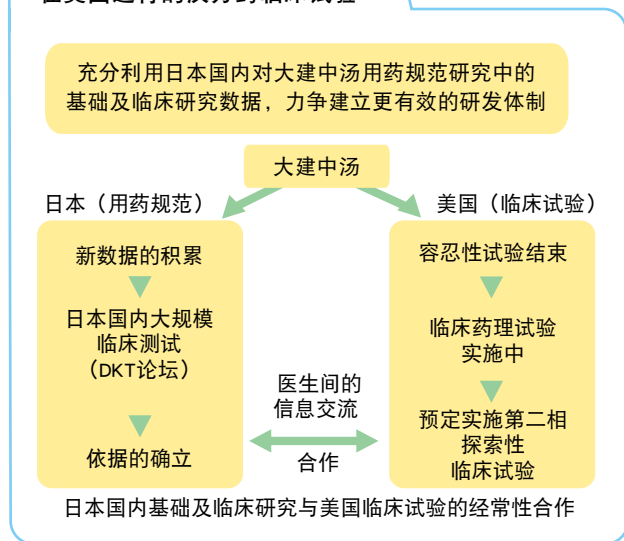 充分利用日本国内对大建中汤用药规范研究中的
基础及临床研究数据，力争建立更有效的研发体制
大建中汤
日本（用药规范）
美国（临床试验）
新数据的积累
日本国内大规模
临床测试
（DKT论坛）
依据的确立
容忍性试验结束
临床药理试验
实施中
预定实施第二相
探索性
临床试验
医生间的
信息交流
合作
日本国内基础及临床研究与美国临床试验的经常性合作